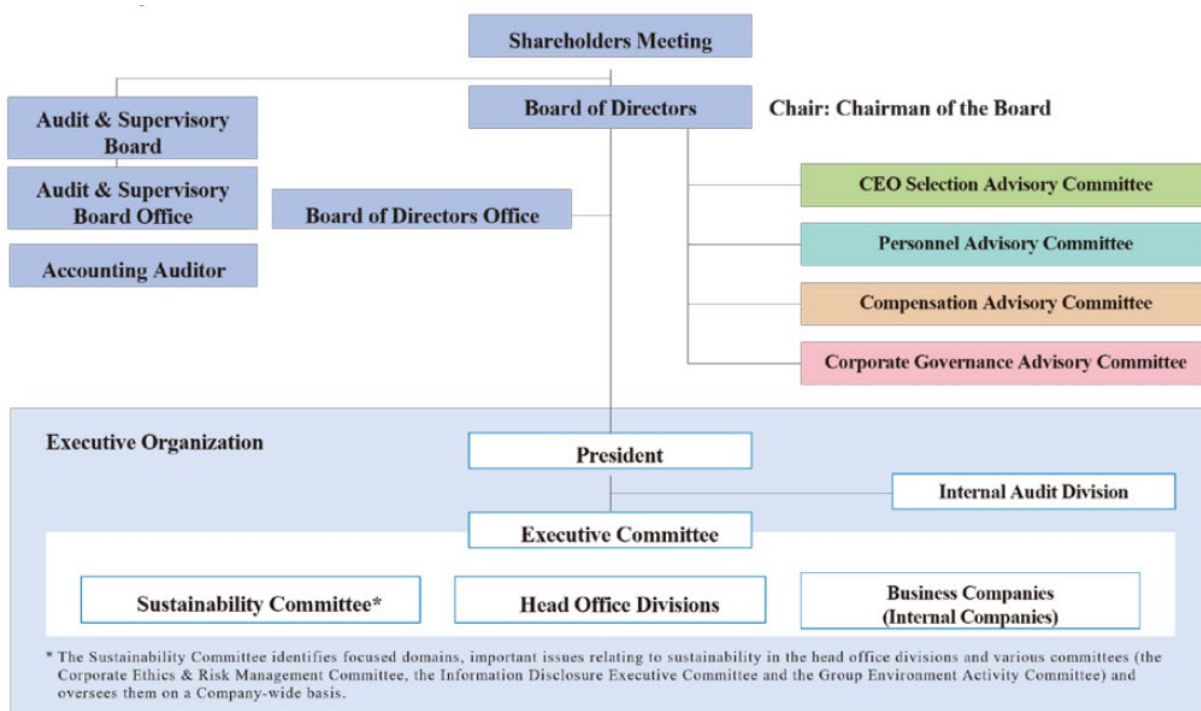 Shareholders Meeting
Board of Directors
Chair: Chairman of the Board
Audit & Supervisory
Board
Audit & Supervisory
Board Office
Board of Directors Office
Accounting Auditor
CEO Selection Advisory Committee
Personnel Advisory Committee
Compensation Advisory Committee
Corporate Governance Advisory Committee
Executive Organization
President
Internal Audit Division
Executive Committee
Sustainability Committee*
Head Office Divisions
Business Companies
(Internal Companies)
* The Sustainability Committee identifies focused domains, important issues relating to sustainability in the head office divisions and various committees (the
Corporate Ethics & Risk Management Committee, the Information Disclosure Executive Committee and the Group Environment Activity Committee) and
oversees them on a Company-wide basis.